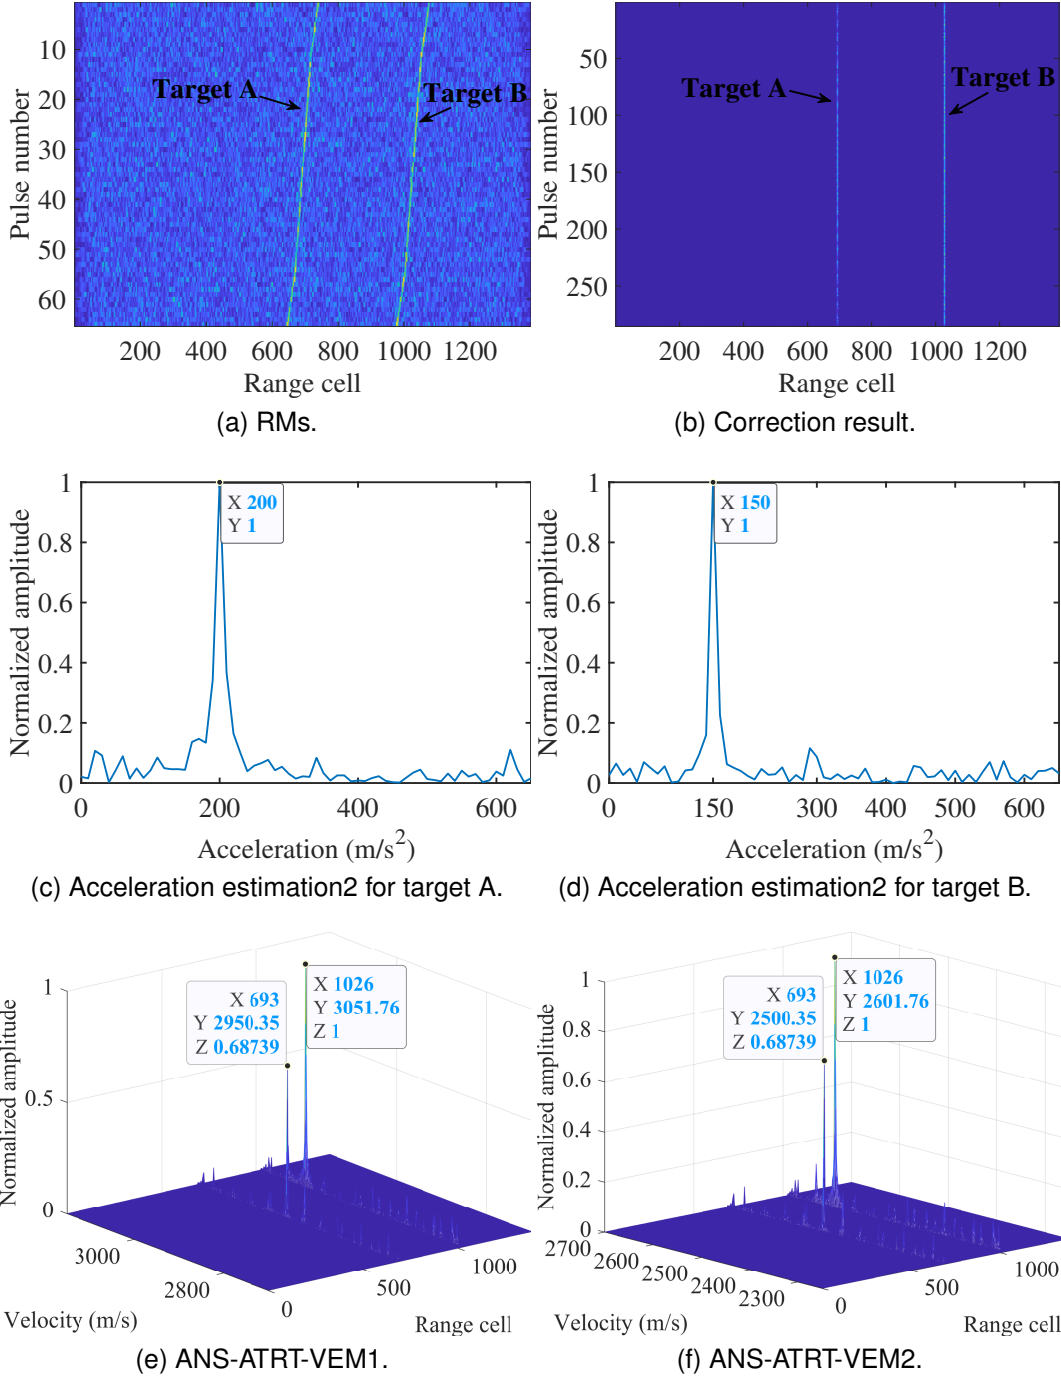 10
20
30
40
50
60
Pulse number
Target A
Target B
200 400 600 800 1000 1200
Range cell
(a) RMs.
50
100
150
200
250
Pulse number
Target A
Target B
200 400 600 800 1000 1200
Range cell
(b) Correction result.
1
0.8
0.6
0.4
0.2
0
Normalized amplitude
X 200
Y 1
0 200 400 600
Acceleration (m/s²)
(c) Acceleration estimation2 for target A.
1
0.8
0.6
0.4
0.2
0
Normalized amplitude
X 150
Y 1
0 150 300 400 500 600
Acceleration (m/s²)
(d) Acceleration estimation2 for target B.
1
0.5
0
Normalized amplitude
X 693
Y 2950.35
Z 0.68739
X 1026
Y 3051.76
Z 1
3000
2800
0
500
1000
Velocity (m/s)
Range cell
(e) ANS-ATRT-VEM1.
1
0.8
0.6
0.4
0.2
0
Normalized amplitude
X 693
Y 2500.35
Z 0.68739
X 1026
Y 2601.76
Z 1
2700
2600
2500
2400
2300
0
500
1000
Velocity (m/s)
Range cell
(f) ANS-ATRT-VEM2.